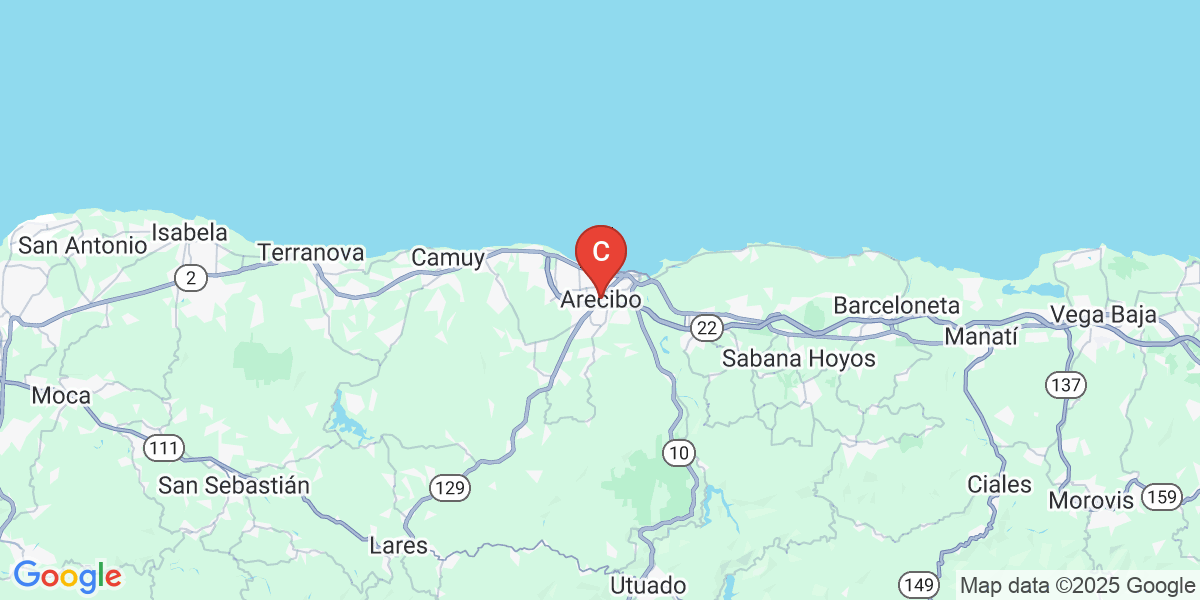 C
Isabela
San Antonio
Terranova
Camuy
2
Arecibo
Barceloneta
Vega Baja
22
Manatí
Sabana Hoyos
137
Moca
111
10
San Sebastián
129
Ciales
159
Morovis
Lares
Google
Utuado
149
Map data ©2025 Google